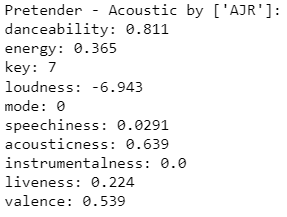 Pretender - Acoustic by ['AJR']:
danceability: 0.811
energy: 0.365
key: 7
loudness: -6.943
mode: 0
speechiness: 0.0291
acousticness: 0.639
instrumentalness: 0.0
liveness: 0.224
valence: 0.539